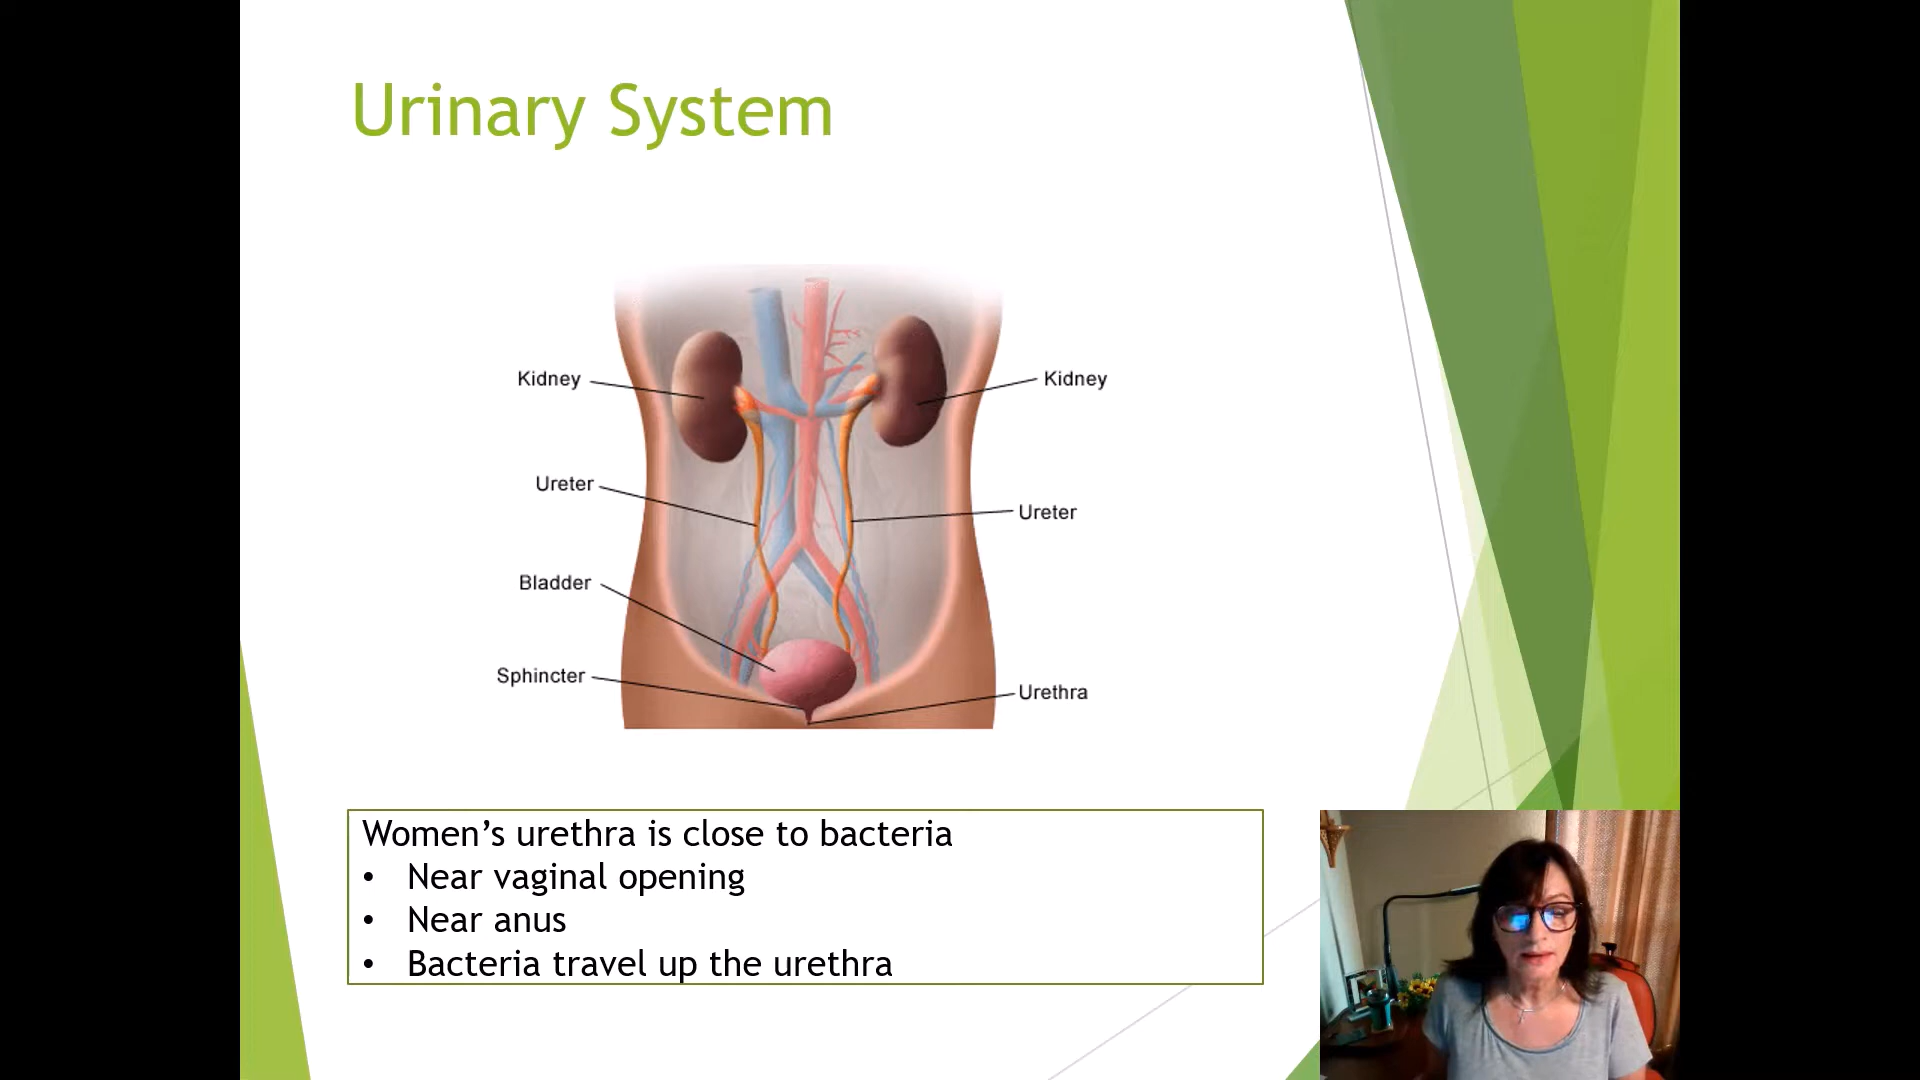 Urinary System
Kidney
Kidney
Ureter
Ureter
Bladder
Sphincter
Urethra
Women’s urethra is close to bacteria
• Near vaginal opening
• Near anus
• Bacteria travel up the urethra